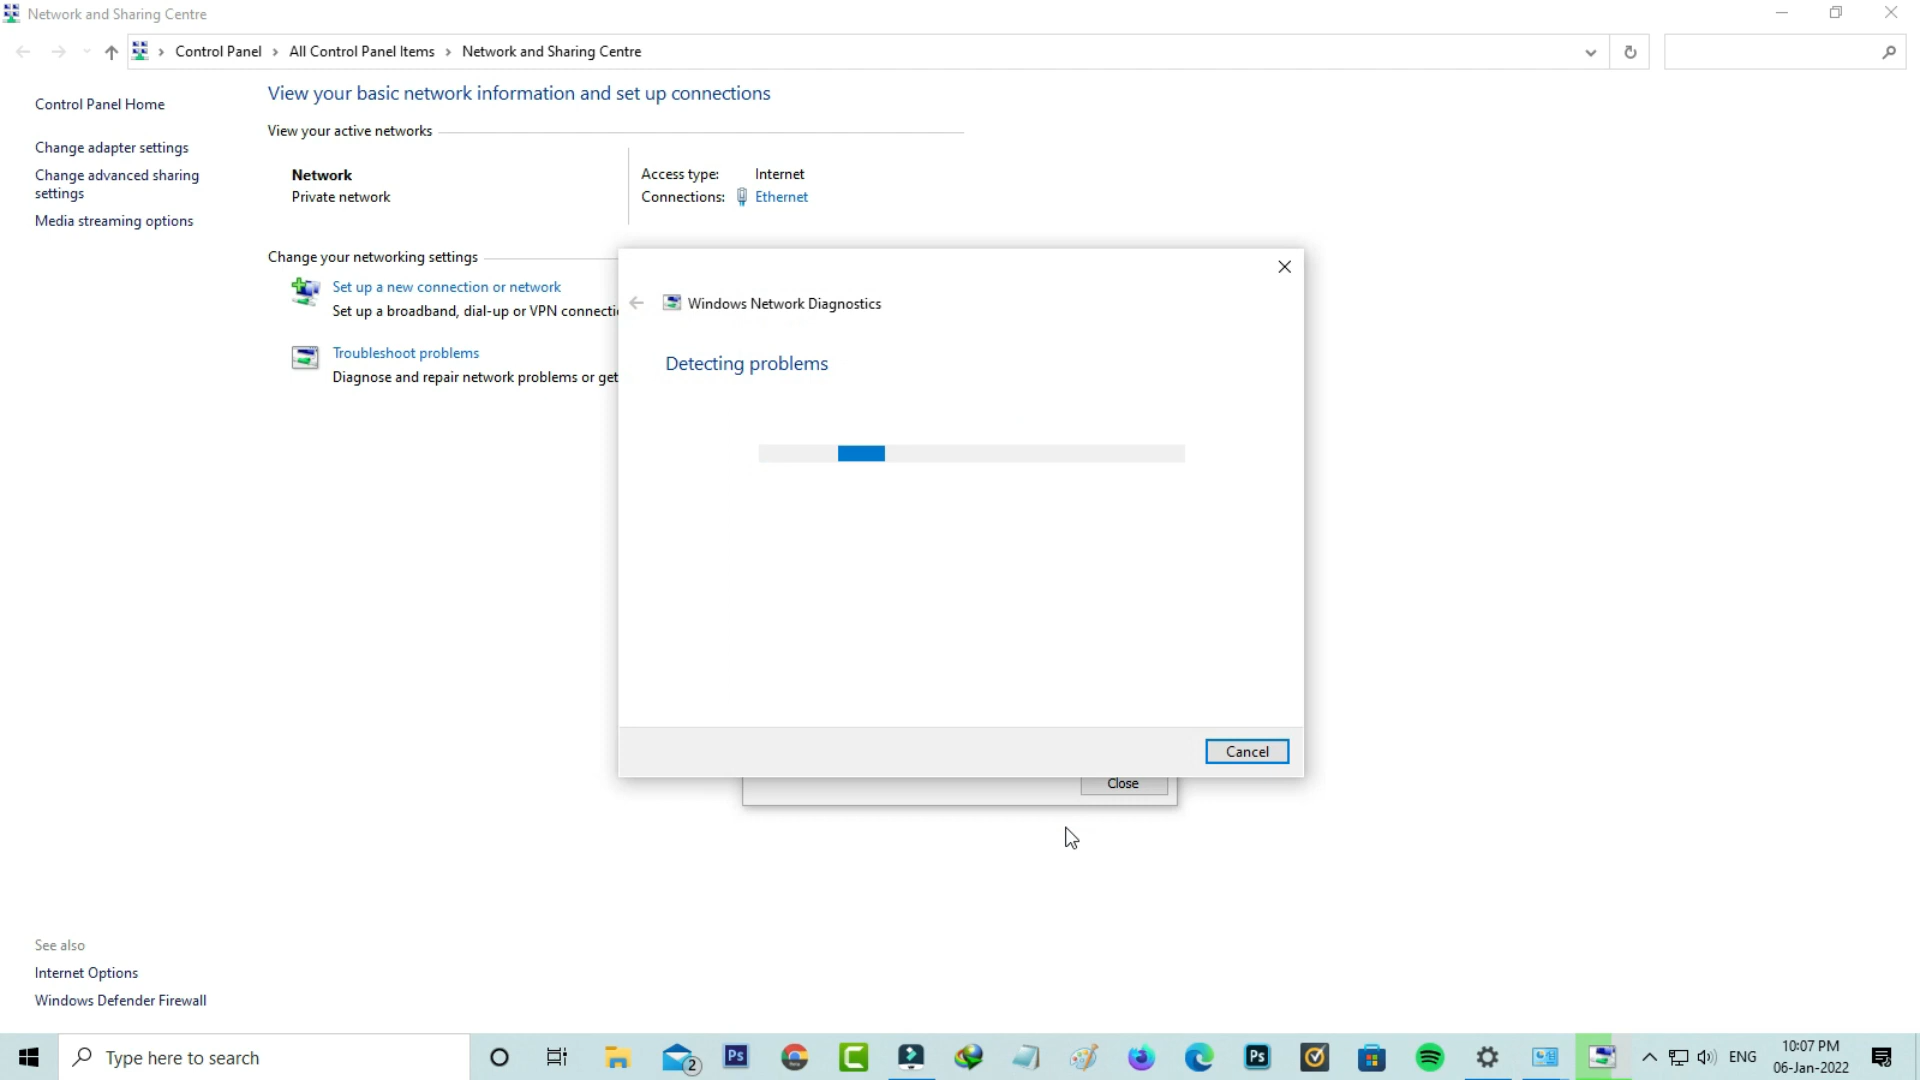 Network and Sharing Centre
Control Panel > All Control Panel Items > Network and Sharing Centre
Control Panel Home
Change adapter settings
Change advanced sharing
settings
Media streaming options
View your basic network information and set up connections
View your active networks
Network
Private network
Access type: Internet
Connections: Ethernet
Change your networking settings
Set up a new connection or network
Set up a broadband, dial-up or VPN
Troubleshoot problems
Diagnose and repair network problems or get
Windows Network Diagnostics
Detecting problems
Cancel
Close
See also
Internet Options
Windows Defender Firewall
Type here to search
2
Ps
Ps
ENG
10:07 PM
06-Jan-2022